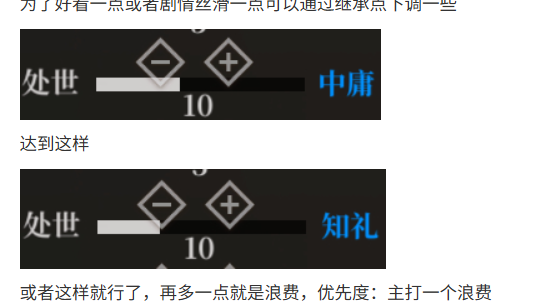 为了好看一点或者剧情丝滑一点可以通过继承点下调一些
处世 中庸
10
达到这样
处世 知礼
10
或者这样就行了，再多一点就是浪费，优先度：主打一个浪费